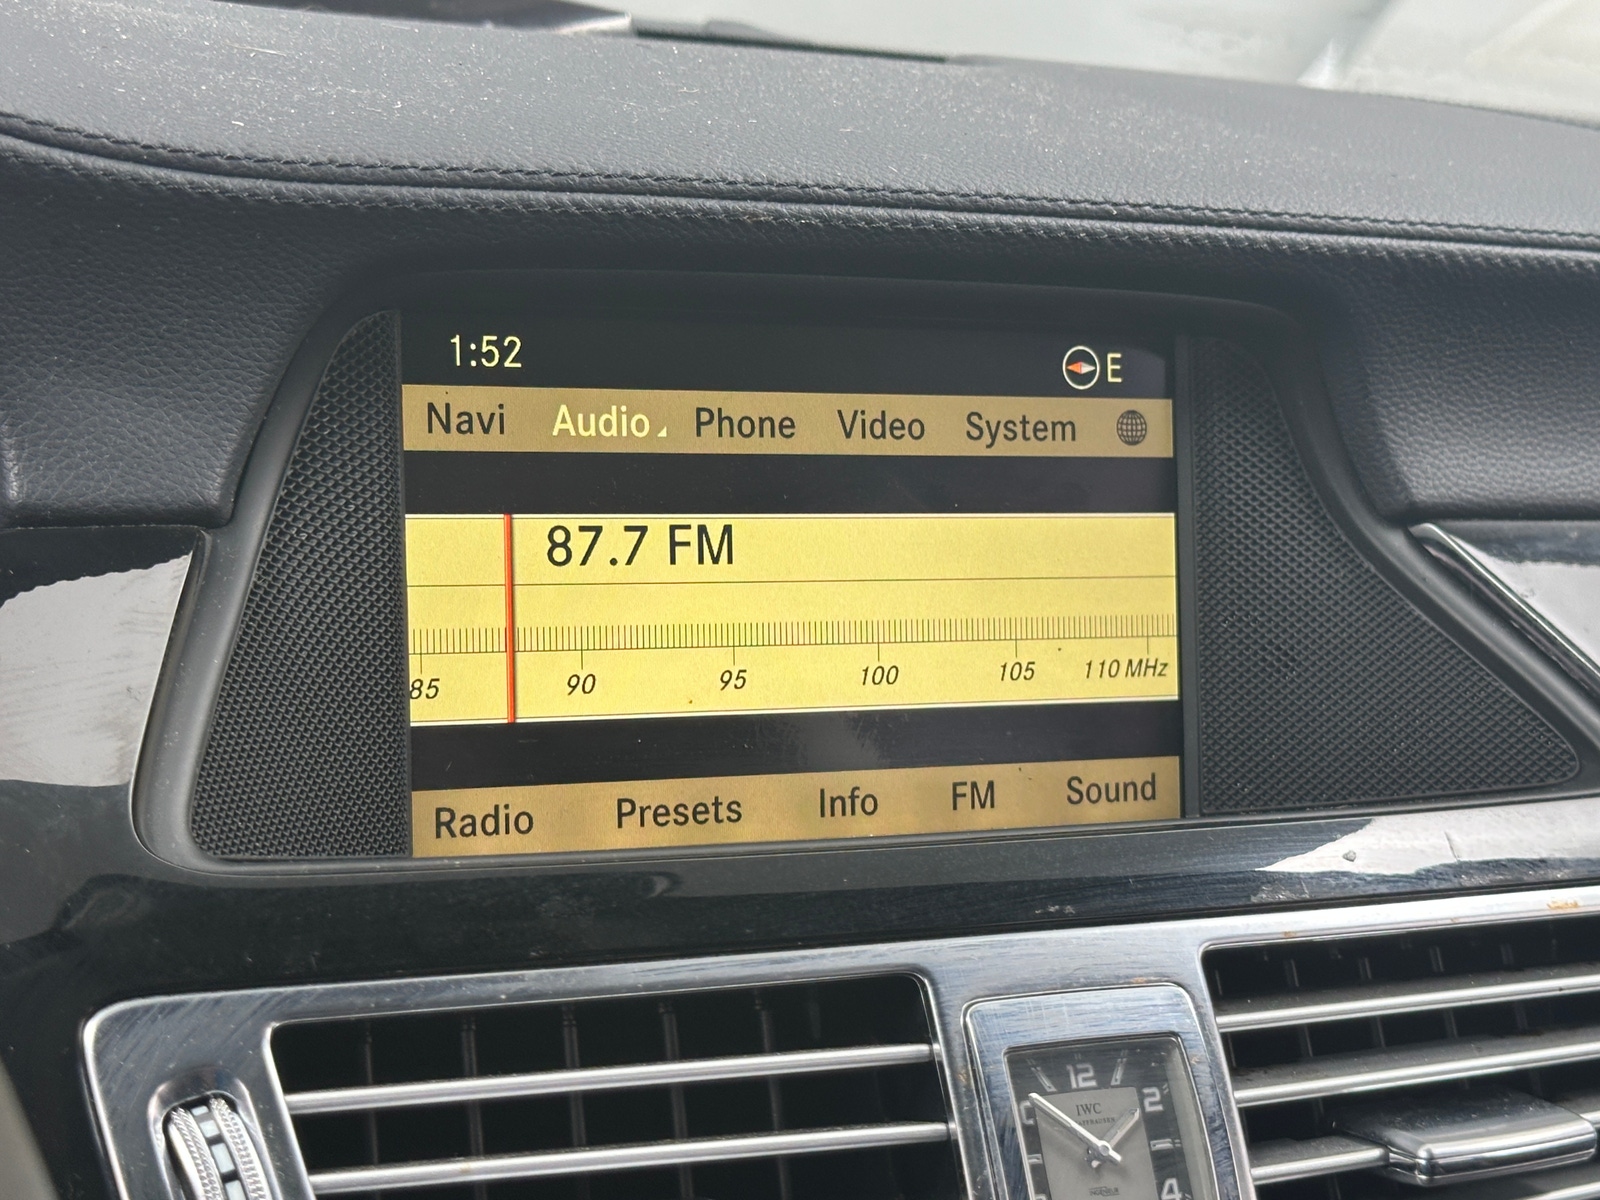 1:52
E
Navi Audio Phone Video System
87.7 FM
85 90 95 100 105 110 MHz
Radio Presets Info FM Sound
12
IWC
2
4